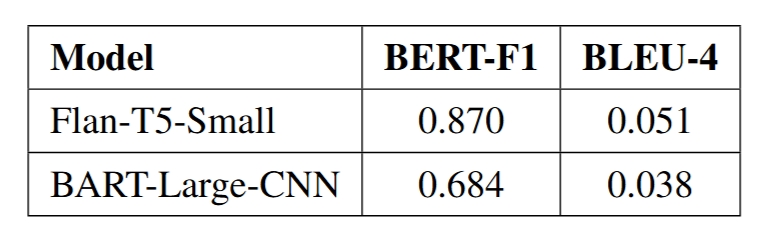 Model BERT-F1 BLEU-4
Flan-T5-Small 0.870 0.051
BART-Large-CNN 0.684 0.038